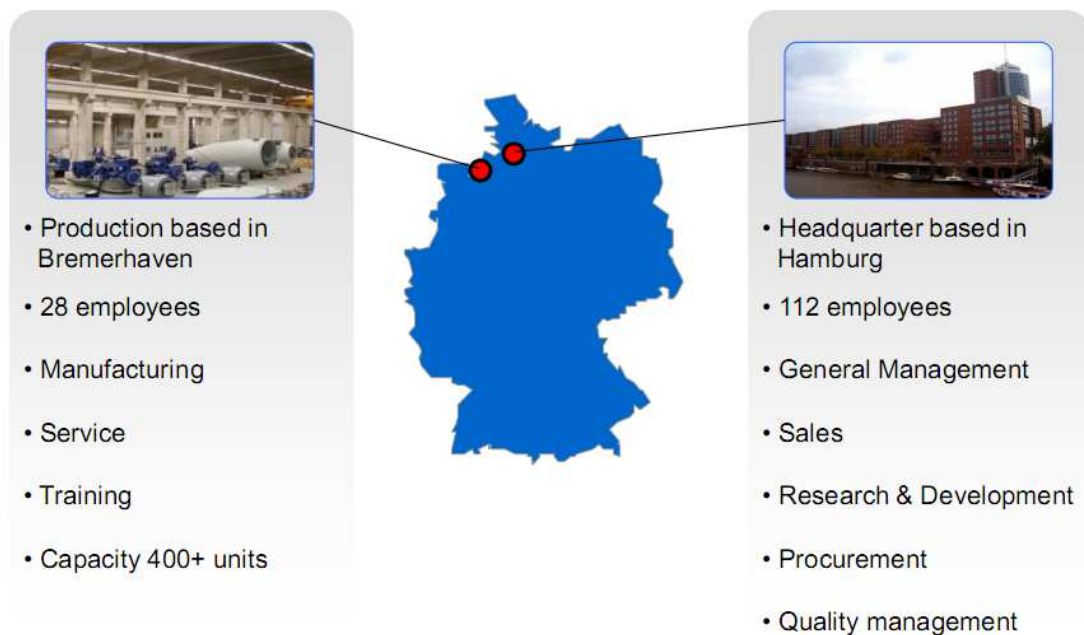 • Production based in
Bremerhaven
• 28 employees
• Manufacturing
• Service
• Training
• Capacity 400+ units
• Headquarter based in
Hamburg
• 112 employees
• General Management
• Sales
• Research & Development
• Procurement
• Quality management